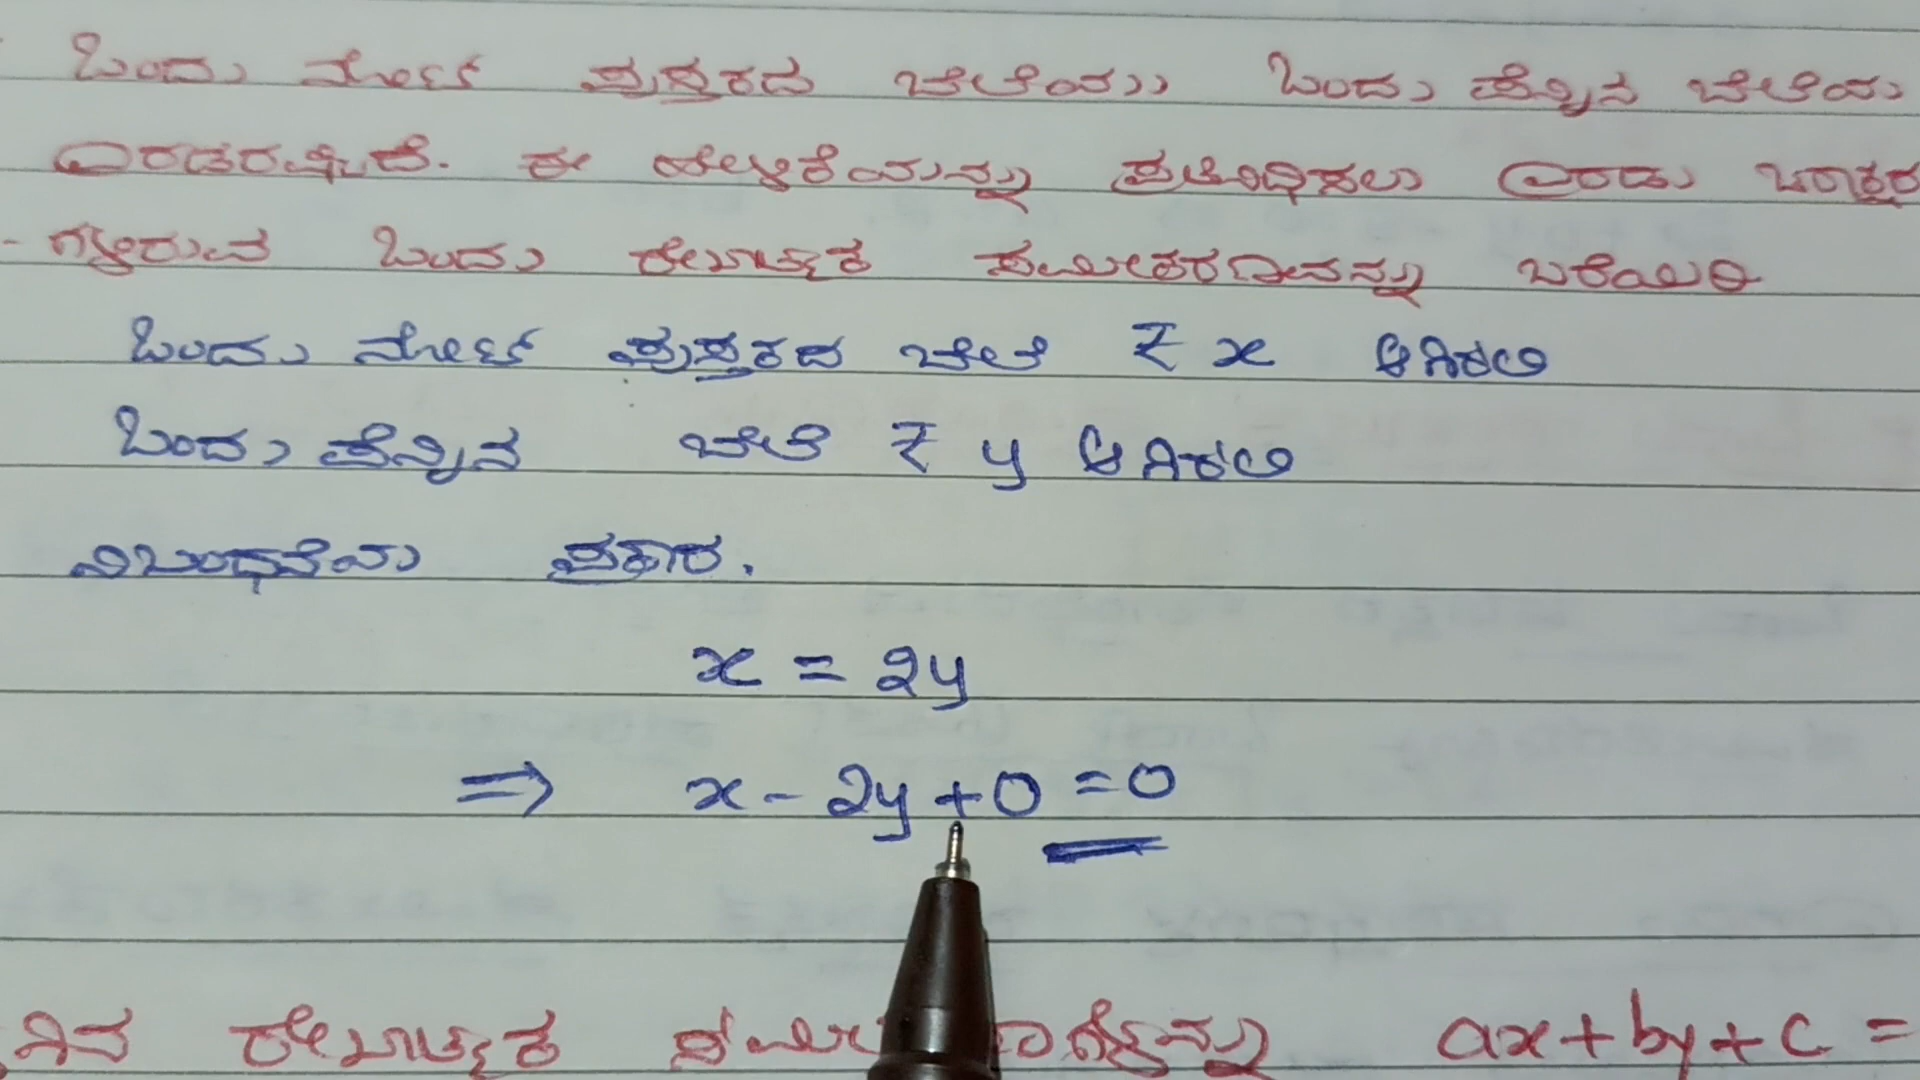 ಒಂದು ನೋಟ್ ಪುಸ್ತಕದ ಬೆಲೆಯು ಒಂದು ಪೆನ್ನಿನ ಬೆಲೆಯ
ಎರಡರಷ್ಟಿದೆ. ಈ ಹೇಳಿಕೆಯನ್ನು ಪ್ರತಿನಿಧಿಸಲು ಎರಡು ಚರಾಕ್ಷರ
- ಗಳಿರುವ ಒಂದು ರೇಖಾತ್ಮಕ ಸಮೀಕರಣವನ್ನು ಬರೆಯಿರಿ
ಒಂದು ನೋಟ್ ಪುಸ್ತಕದ ಬೆಲೆ ₹ x ಆಗಿರಲಿ
ಒಂದು ಪೆನ್ನಿನ ಬೆಲೆ ₹ y ಆಗಿರಲಿ
ನಿಬಂಧನೆಯ ಪ್ರಕಾರ.
x = 2y
⇒ x - 2y + 0 = 0
ರೇಖಾತ್ಮಕ ax + by + c =